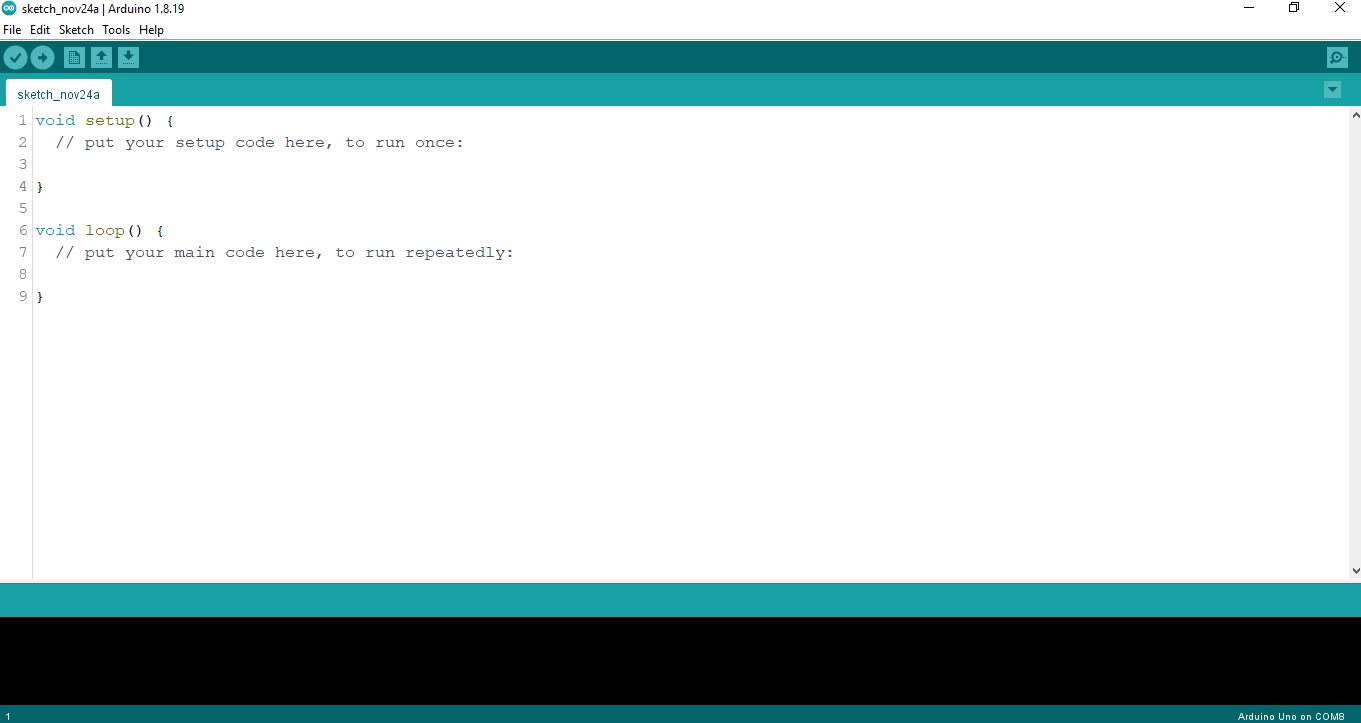 sketch_nov24a | Arduino 1.8.19
File Edit Sketch Tools Help
sketch_nov24a
1 void setup() {
2   // put your setup code here, to run once:
3
4 }
5
6 void loop() {
7   // put your main code here, to run repeatedly:
8
9 }
1 Arduino Uno on COM8